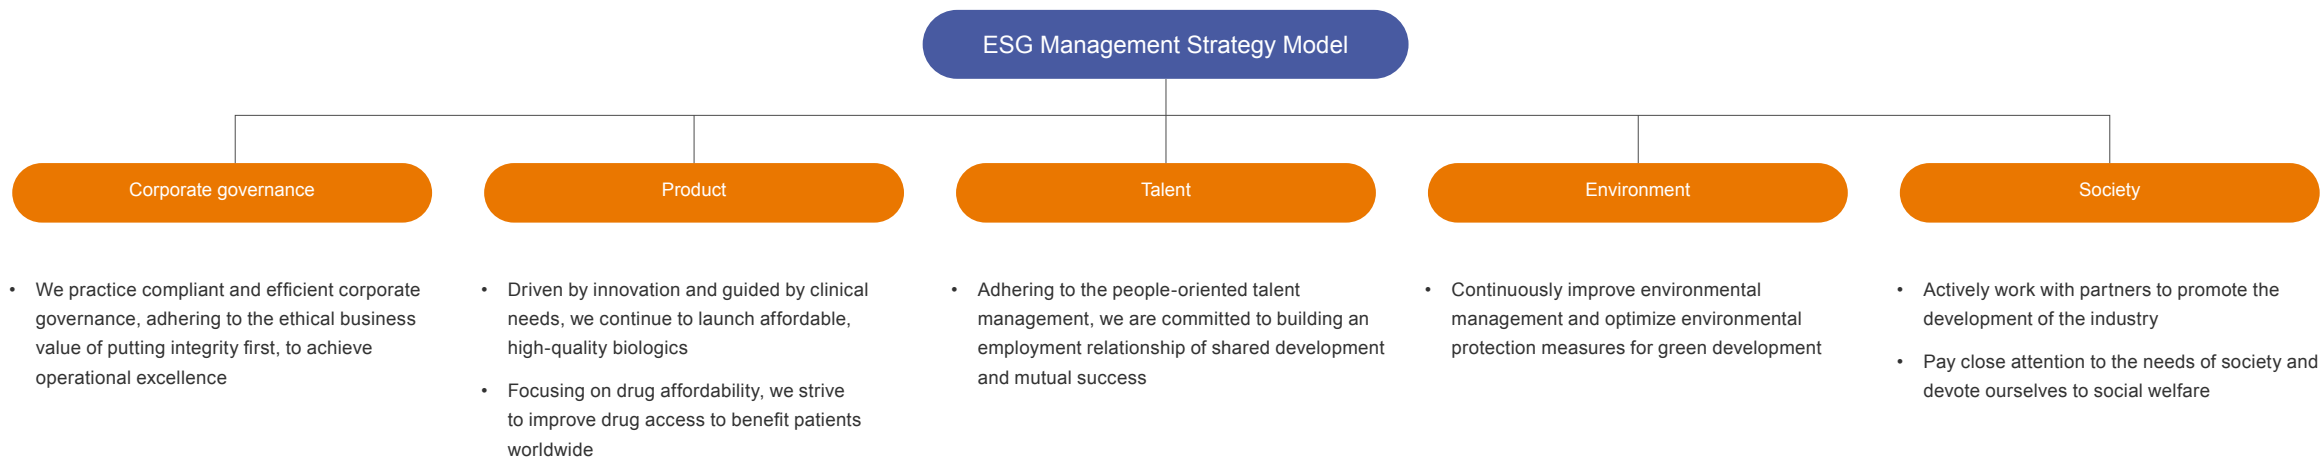 ESG Management Strategy Model
Corporate governance
• We practice compliant and efficient corporate
governance, adhering to the ethical business
value of putting integrity first, to achieve
operational excellence
Product
• Driven by innovation and guided by clinical
needs, we continue to launch affordable,
high-quality biologics
• Focusing on drug affordability, we strive
to improve drug access to benefit patients
worldwide
Talent
• Adhering to the people-oriented talent
management, we are committed to building an
employment relationship of shared development
and mutual success
Environment
• Continuously improve environmental
management and optimize environmental
protection measures for green development
Society
• Actively work with partners to promote the
development of the industry
• Pay close attention to the needs of society and
devote ourselves to social welfare